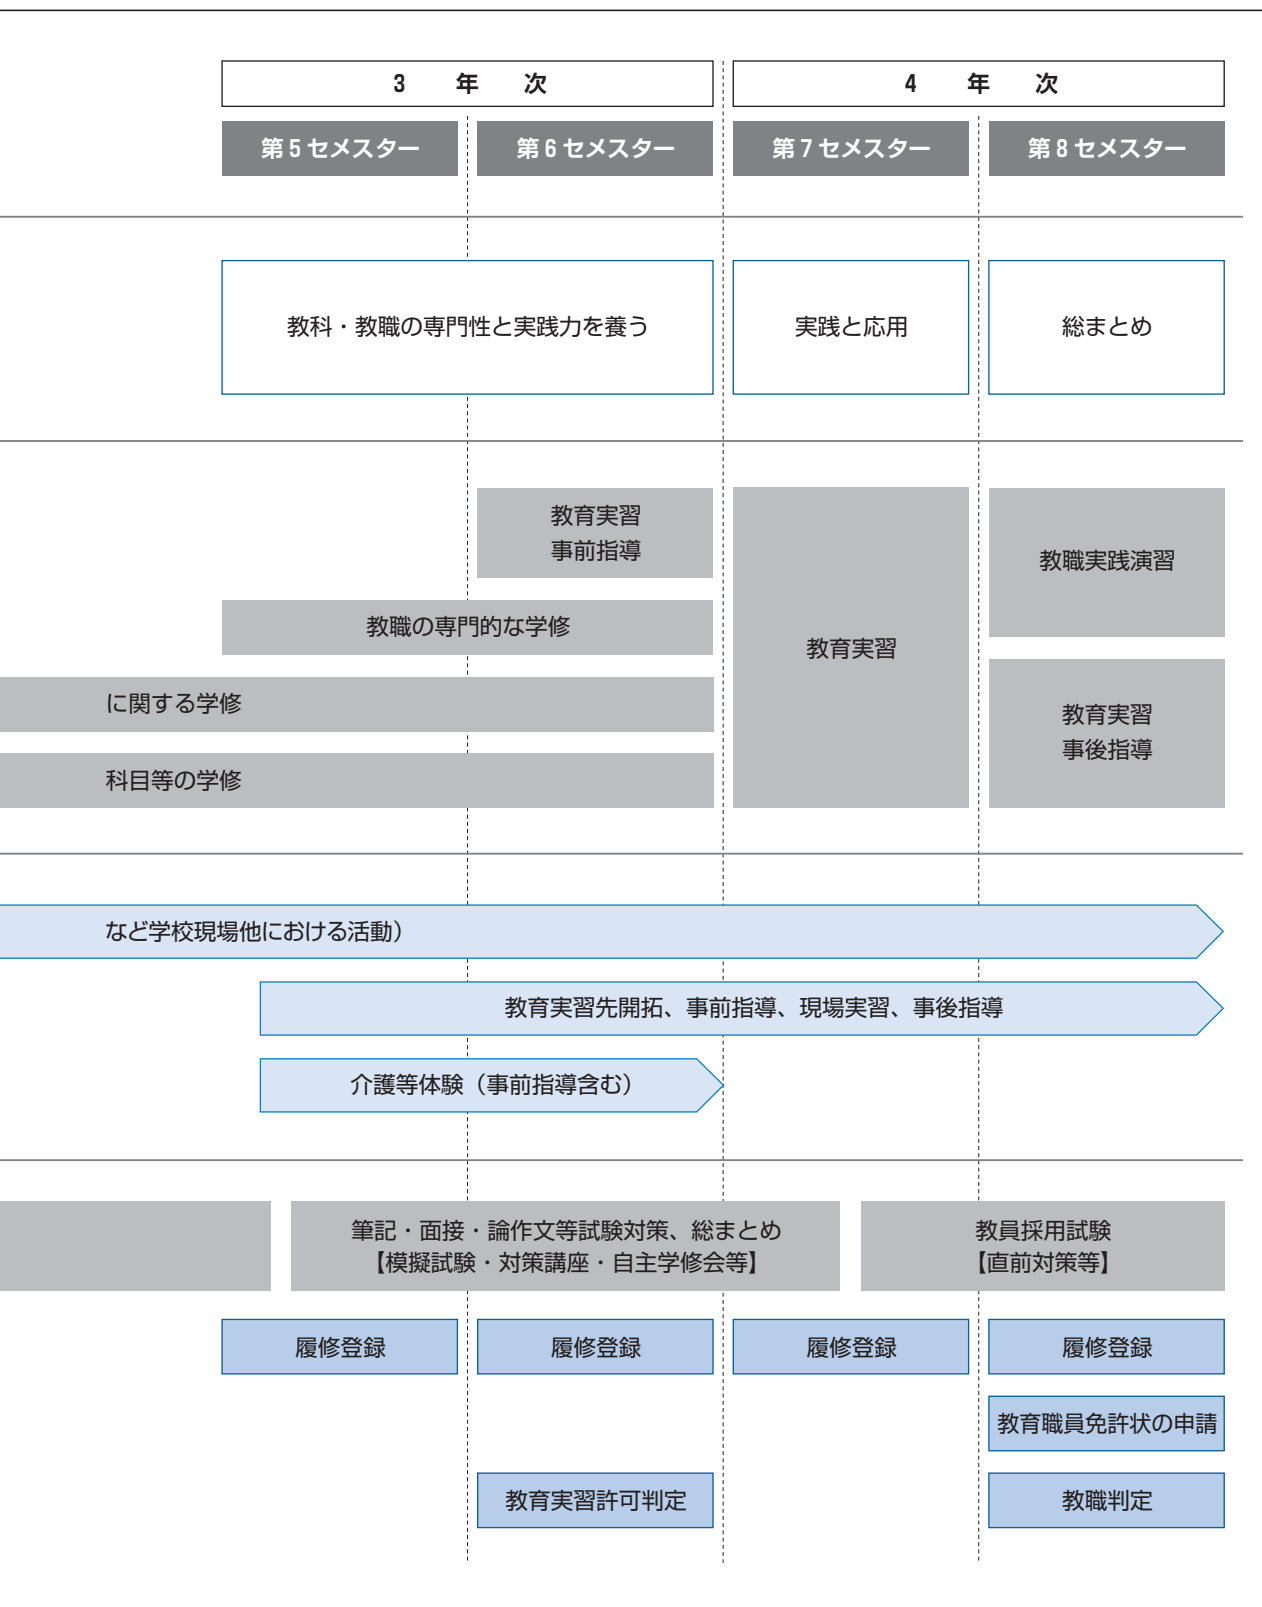 3 年 次
4 年 次
第5セメスター
第6セメスター
第7セメスター
第8セメスター
教科・教職の専門性と実践力を養う
実践と応用
総まとめ
教育実習
事前指導
教職の専門的な学修
に関する学修
科目等の学修
教育実習
教職実践演習
教育実習
事後指導
など学校現場他における活動）
教育実習先開拓、事前指導、現場実習、事後指導
介護等体験（事前指導含む）
筆記・面接・論作文等試験対策、総まとめ
【模擬試験・対策講座・自主学修会等】
教員採用試験
【直前対策等】
履修登録
履修登録
履修登録
履修登録
教育職員免許状の申請
教育実習許可判定
教職判定